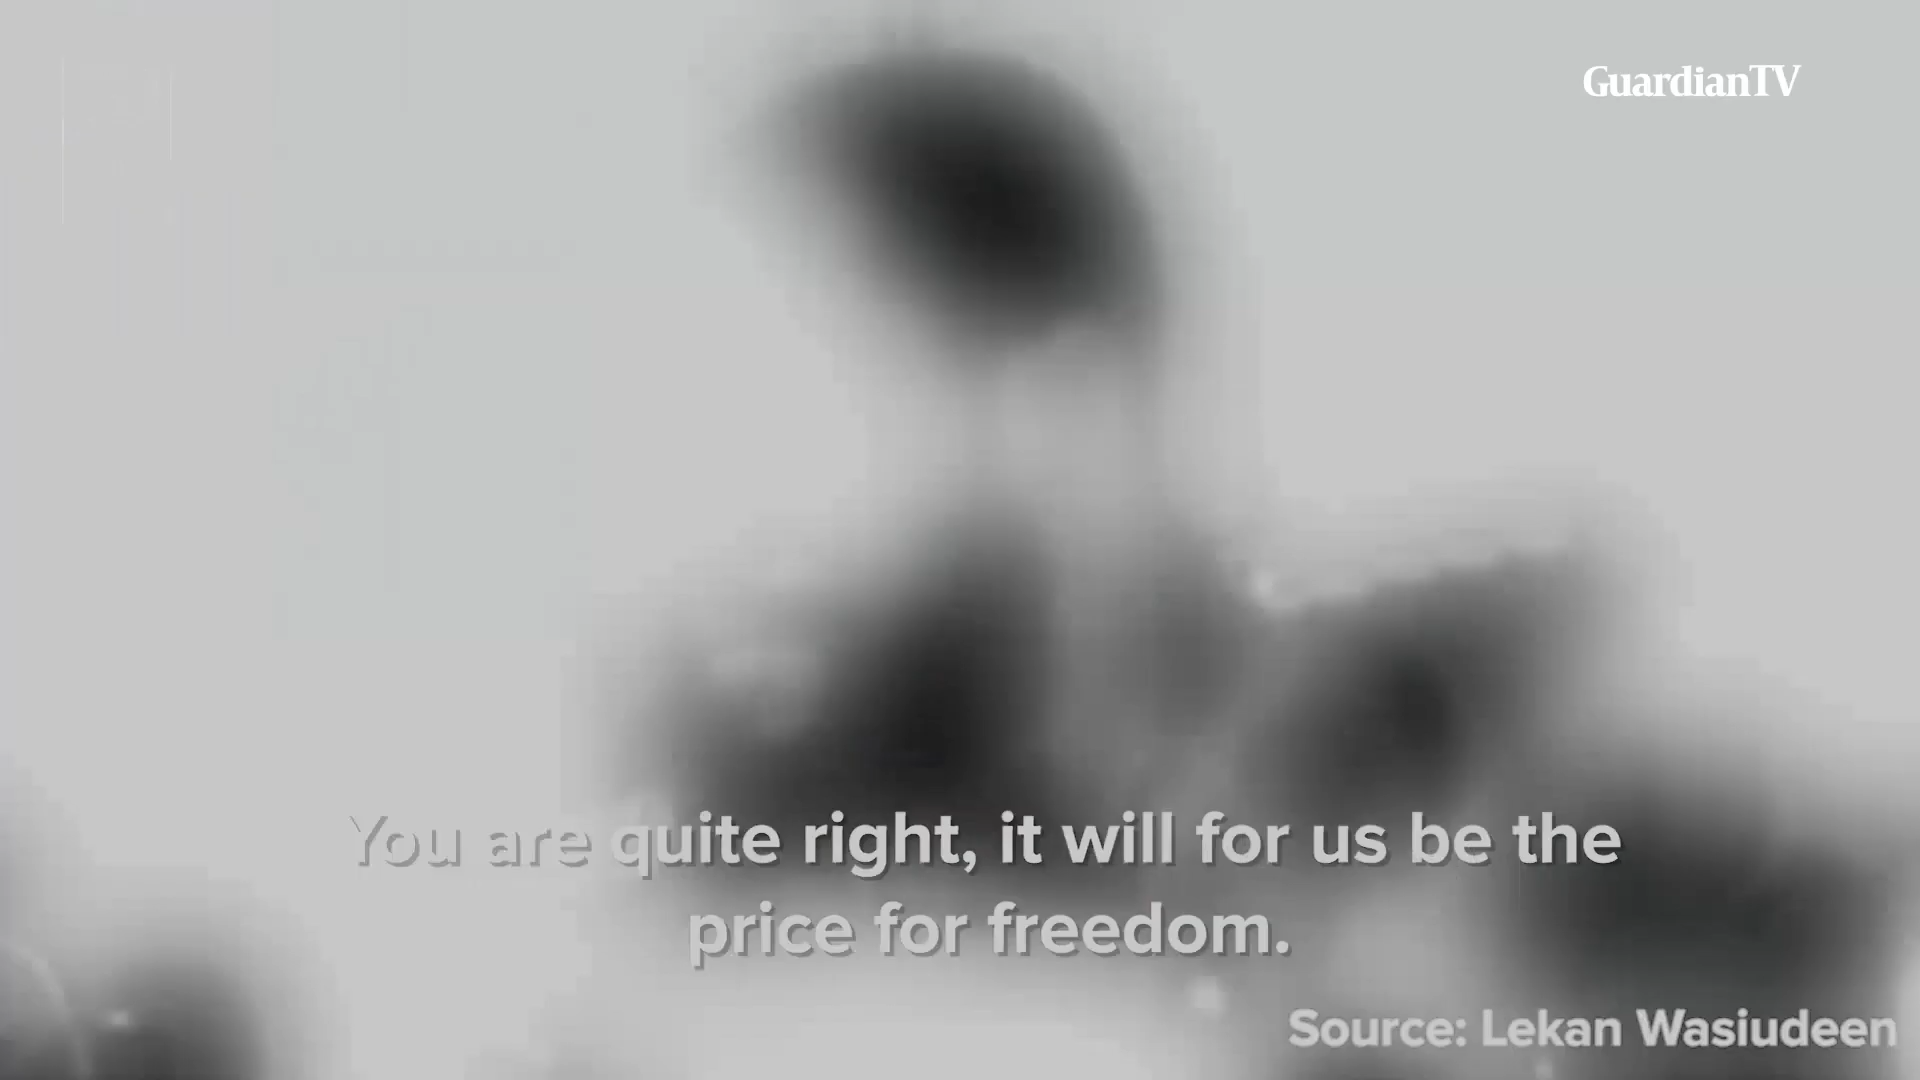 GuardianTV
You are quite right, it will for us be the
price for freedom.
Source: Lekan Wasiudeen